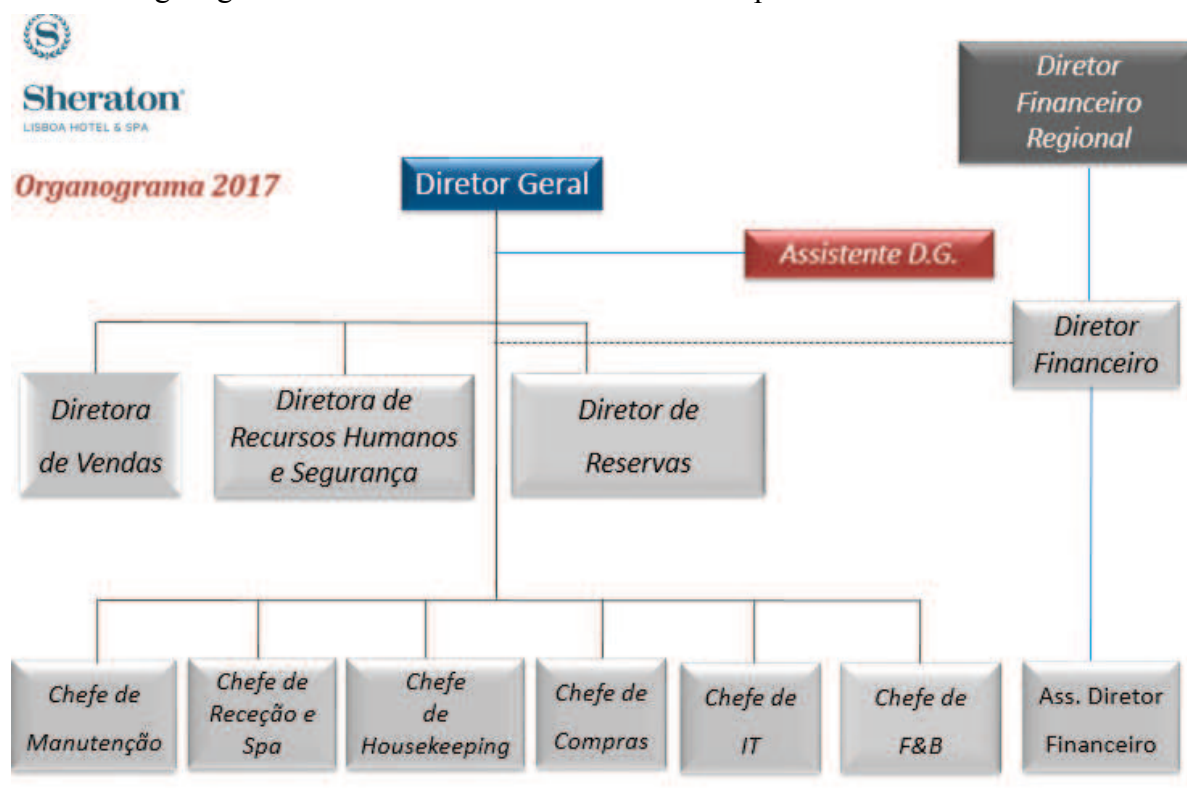 S
Sheraton®
LISBOA HOTEL & SPA
Organograma 2017
Diretor Geral
Diretor
Financeiro
Regional
Assistente D.G.
Diretor
Financeiro
Diretora
de Vendas
Diretora de
Recursos Humanos
e Segurança
Diretor de
Reservas
Chefe de
Manutenção
Chefe de
Receção e
Spa
Chefe
de
Housekeeping
Chefe de
Compras
Chefe de
IT
Chefe de
F&B
Ass. Diretor
Financeiro